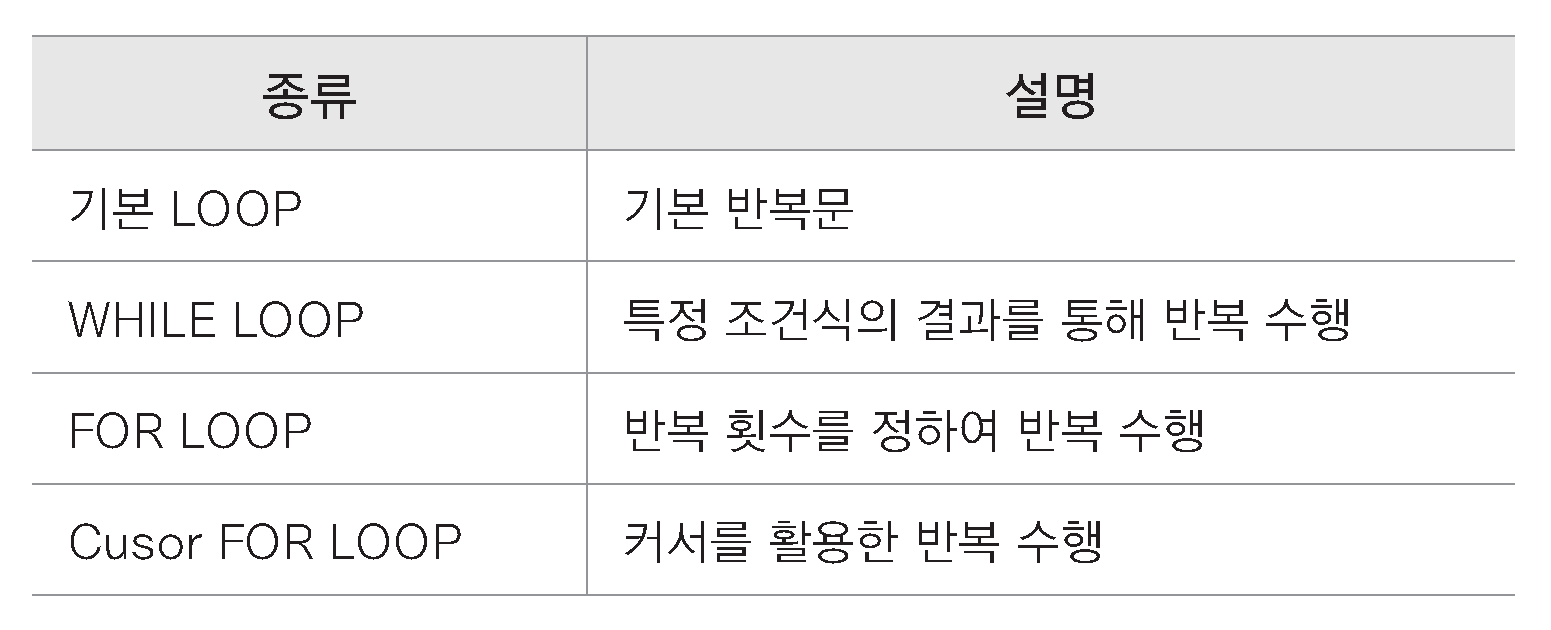 종류 설명
기본 LOOP 기본 반복문
WHILE LOOP 특정 조건식의 결과를 통해 반복 수행
FOR LOOP 반복 횟수를 정하여 반복 수행
Cusor FOR LOOP 커서를 활용한 반복 수행